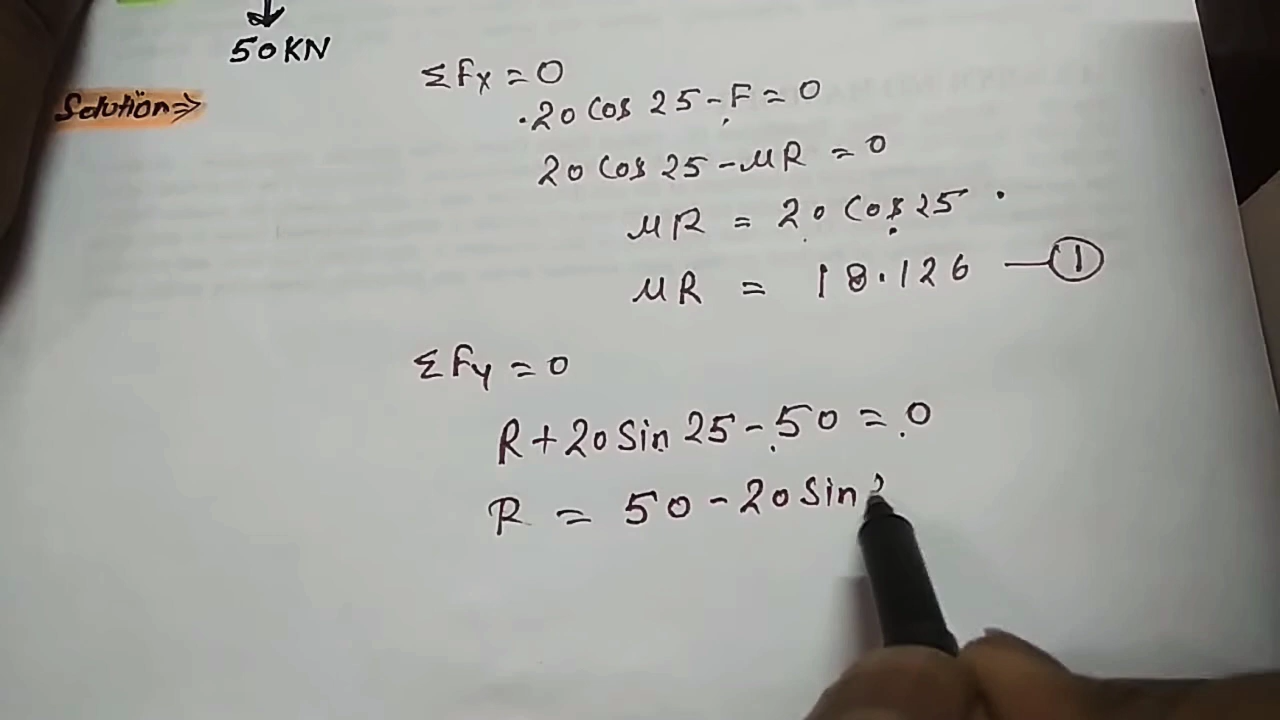 50KN
Solution⇒
ΣFx = 0
20 Cos 25 - F = 0
20 Cos 25 - μR = 0
μR = 20 Cos 25
μR = 18.126 —①
ΣFy = 0
R + 20 Sin 25 - 50 = 0
R = 50 - 20 Sin